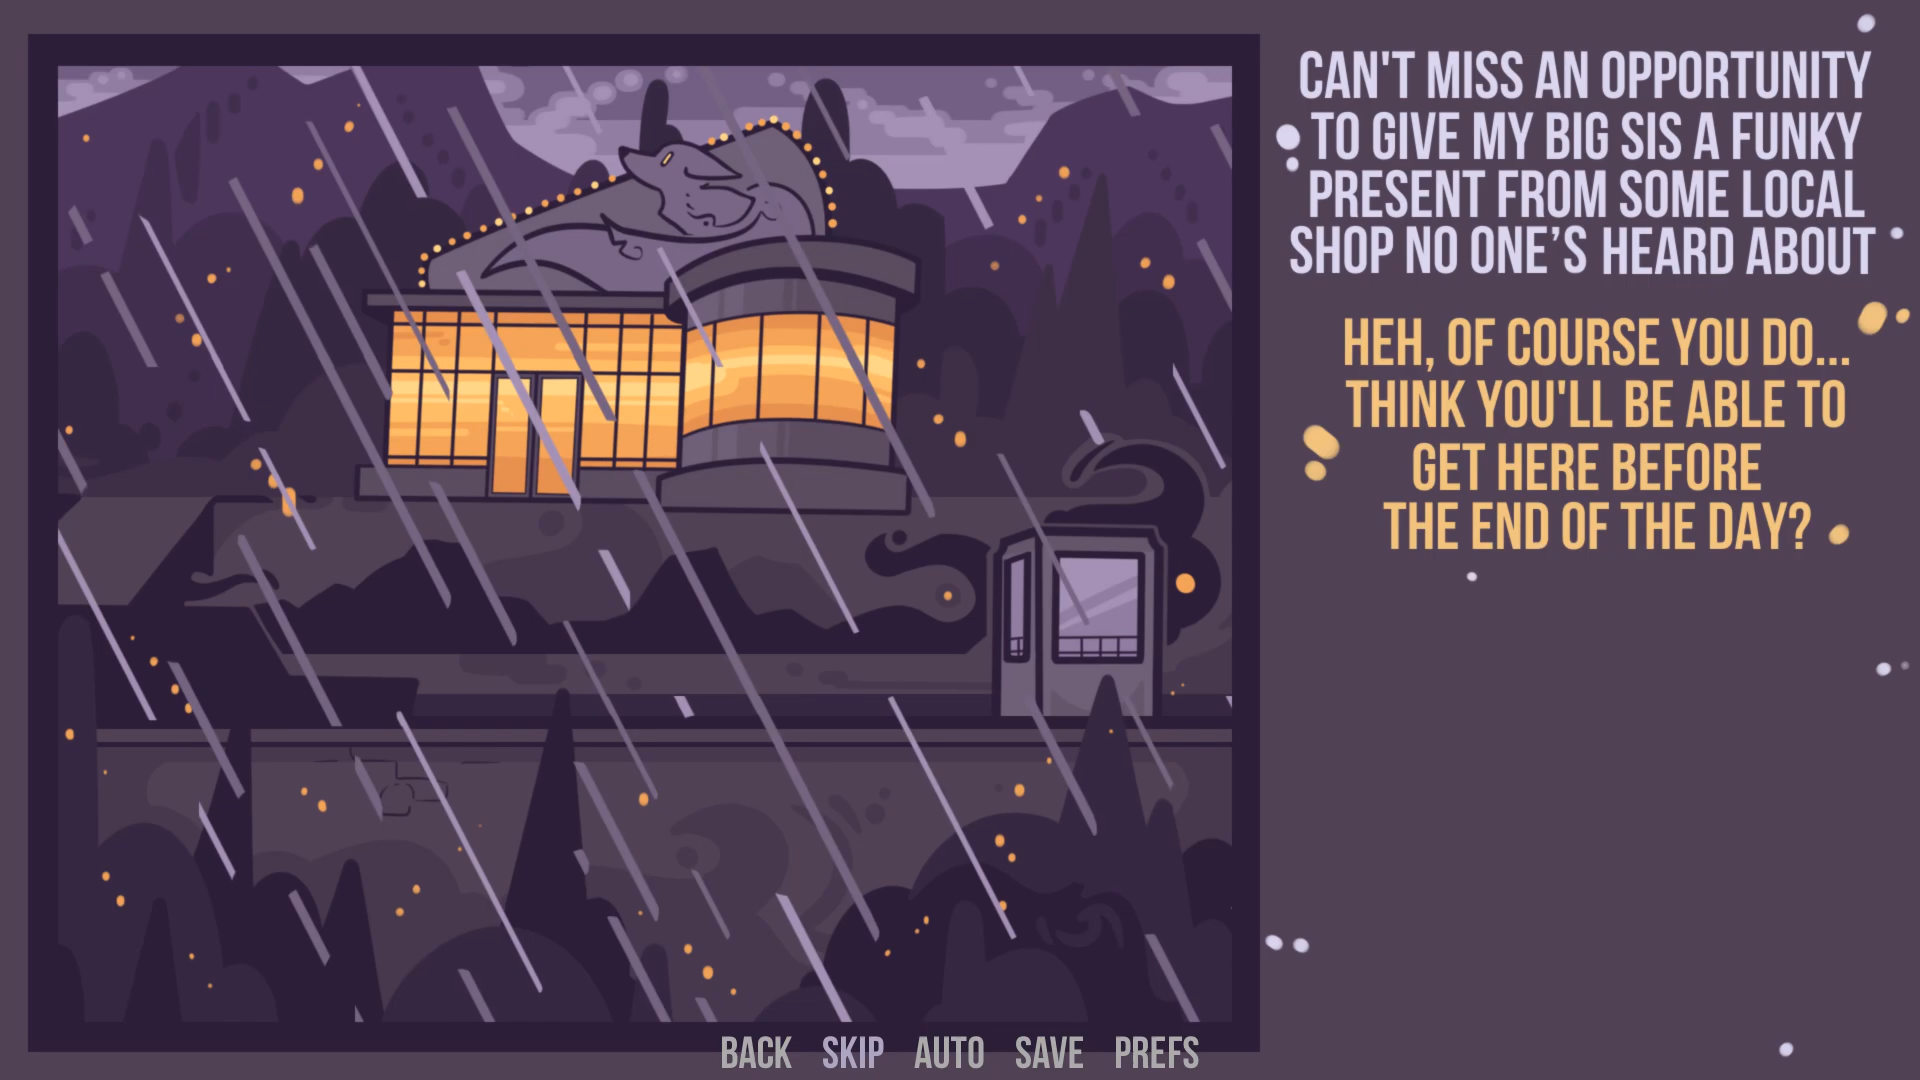 CAN'T MISS AN OPPORTUNITY
TO GIVE MY BIG SIS A FUNKY
PRESENT FROM SOME LOCAL
SHOP NO ONE’S HEARD ABOUT
HEH, OF COURSE YOU DO...
THINK YOU'LL BE ABLE TO
GET HERE BEFORE
THE END OF THE DAY?
BACK SKIP AUTO SAVE PREFS